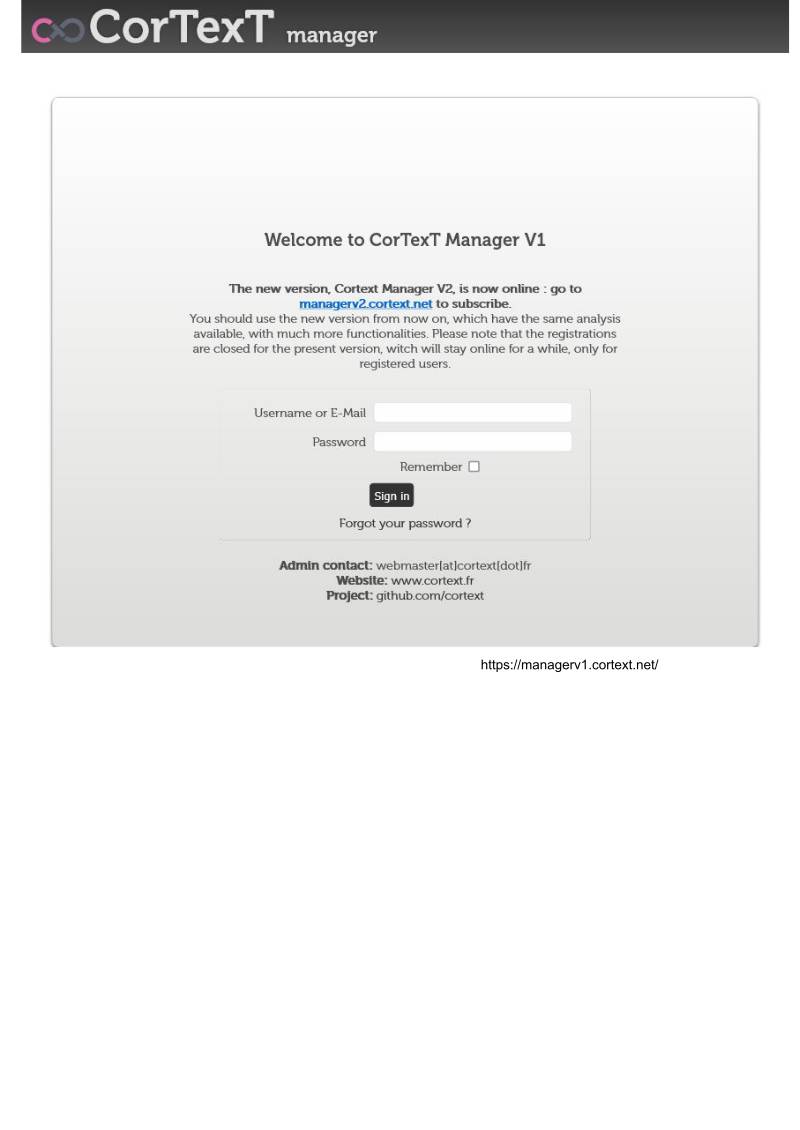 CorTexT manager
Welcome to CorTexT Manager V1
The new version, Cortext Manager V2, is now online : go to
managerv2.cortext.net to subscribe.
You should use the new version from now on, which have the same analysis
available, with much more functionalities. Please note that the registrations
are closed for the present version, witch will stay online for a while, only for
registered users.
Username or E-Mail
Password
Remember
Sign in
Forgot your password ?
Admin contact: webmaster[at]cortext[dot]fr
Website: www.cortext.fr
Project: github.com/cortext
https://managerv1.cortext.net/